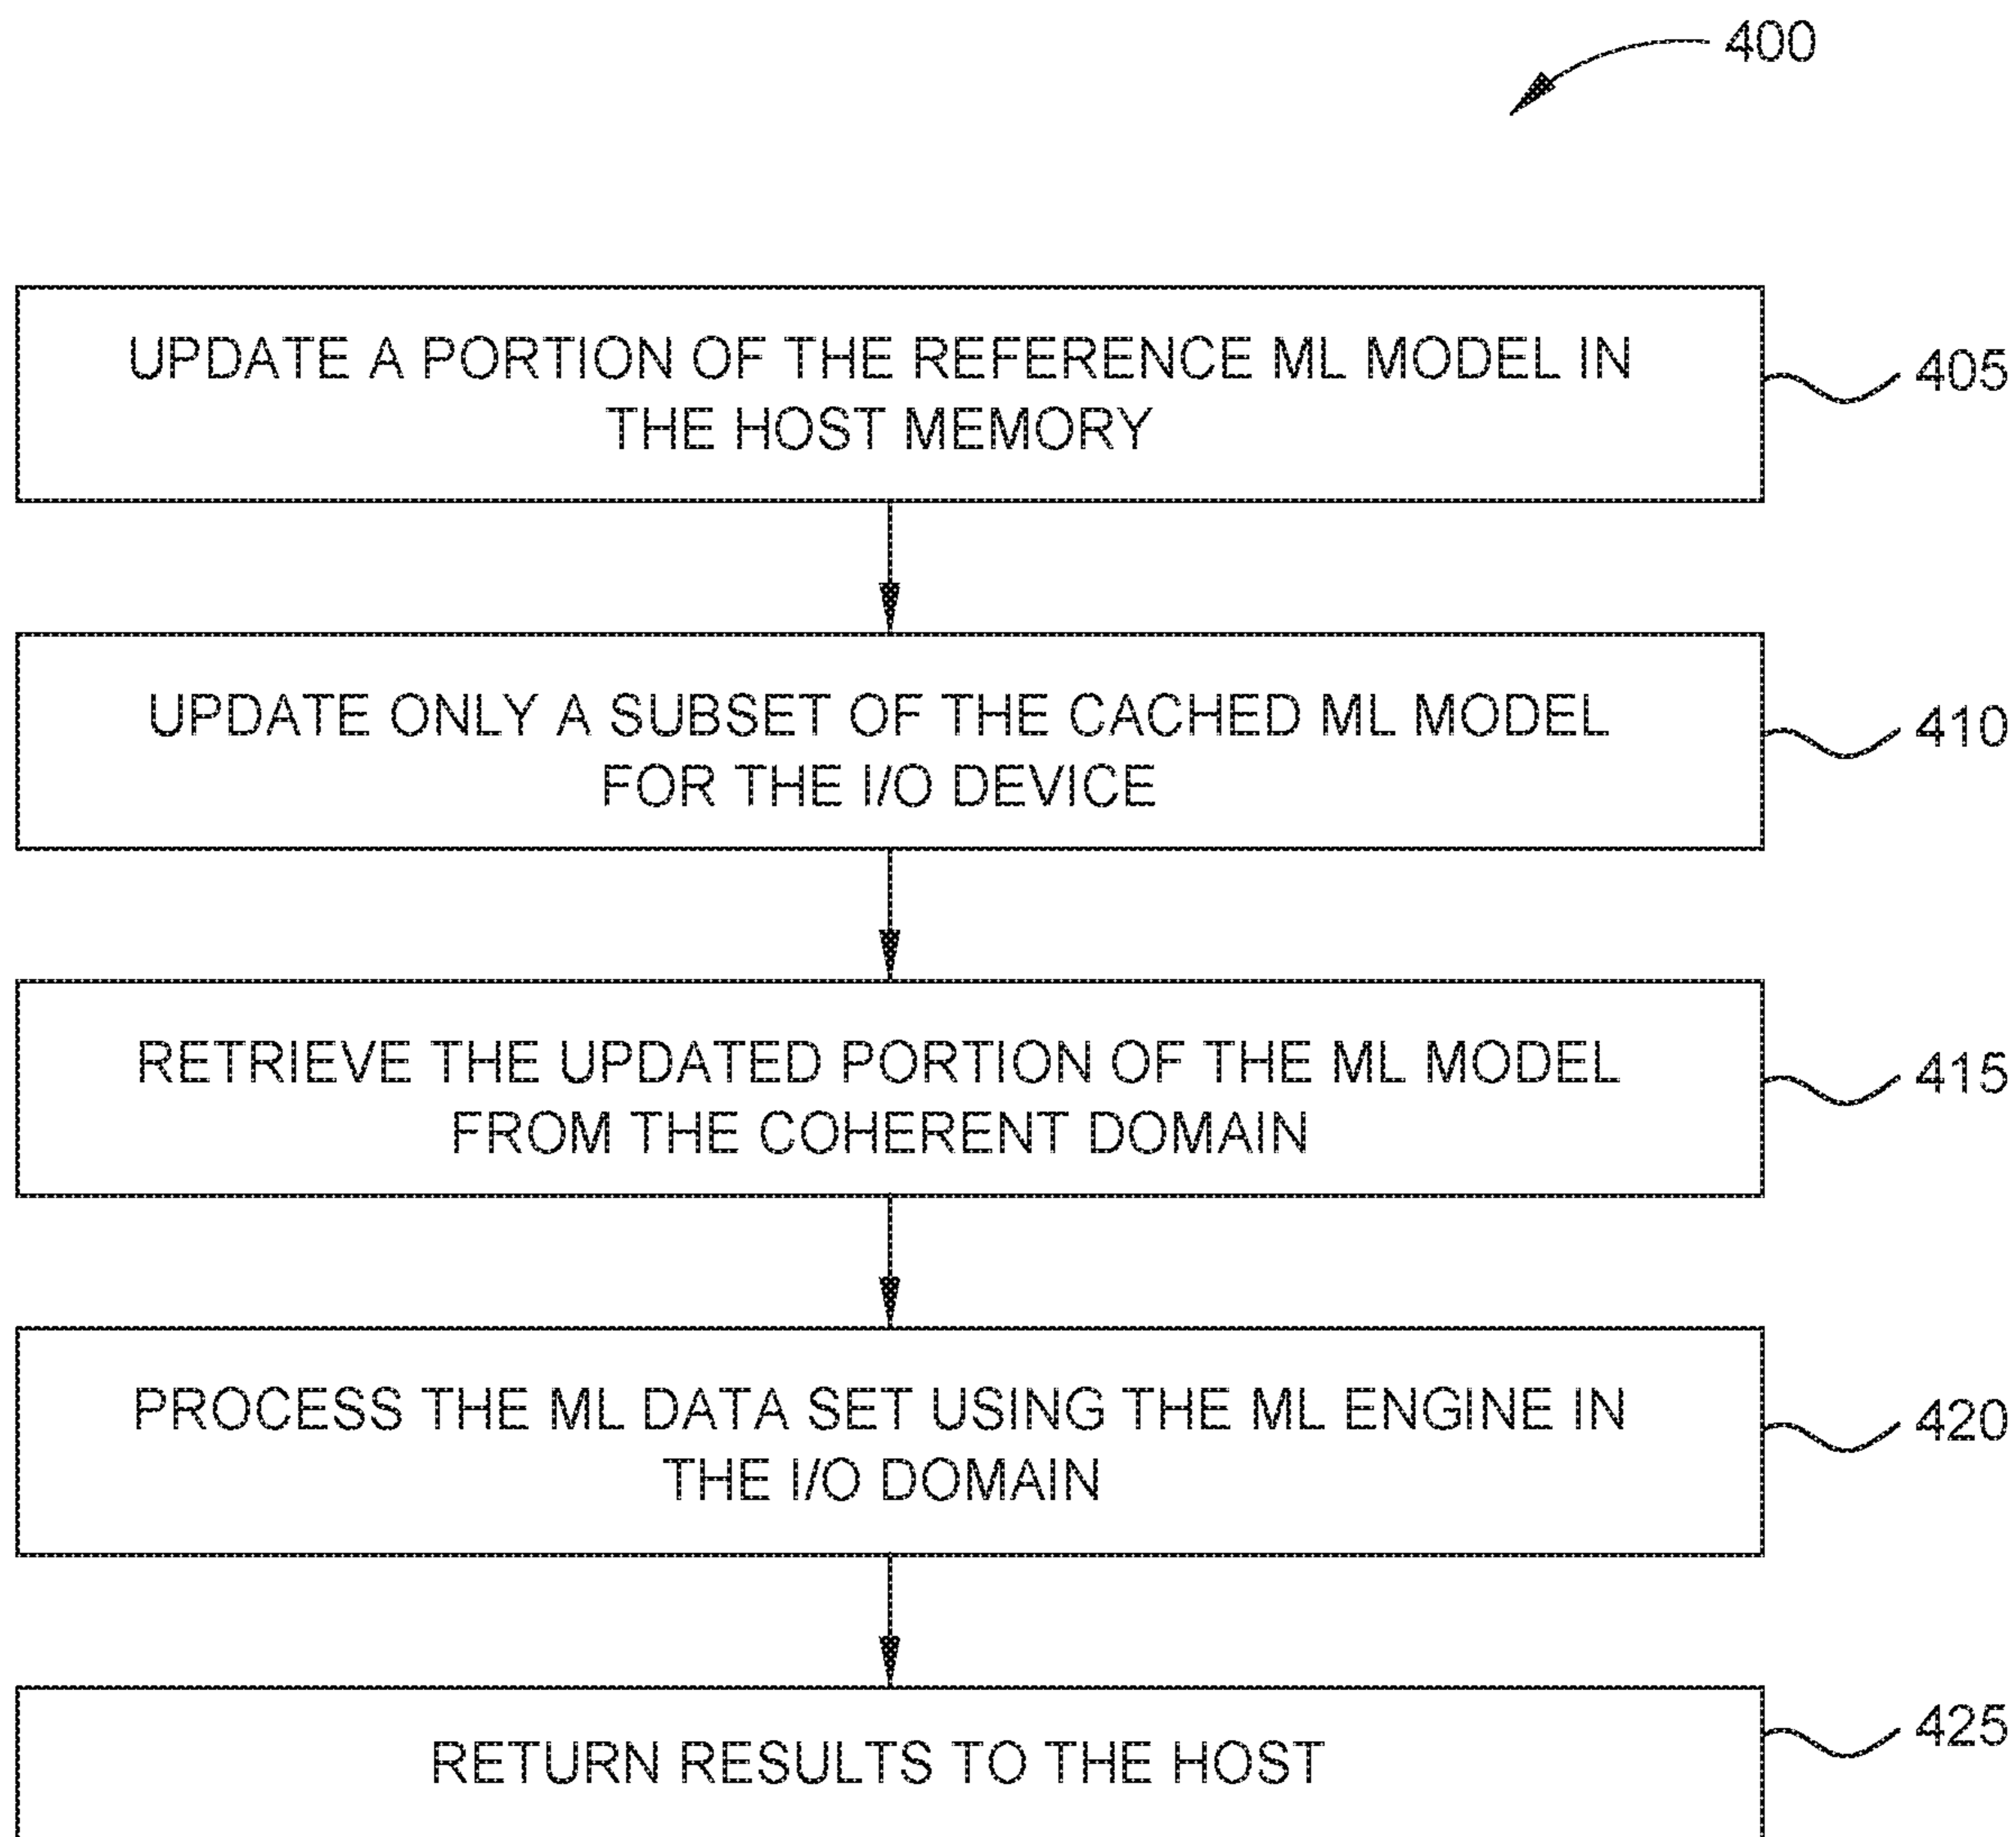 400
UPDATE A PORTION OF THE REFERENCE ML MODEL IN
THE HOST MEMORY
405
UPDATE ONLY A SUBSET OF THE CACHED ML MODEL
FOR THE I/O DEVICE
410
RETRIEVE THE UPDATED PORTION OF THE ML MODEL
FROM THE COHERENT DOMAIN
415
PROCESS THE ML DATA SET USING THE ML ENGINE IN
THE I/O DOMAIN
420
RETURN RESULTS TO THE HOST
425